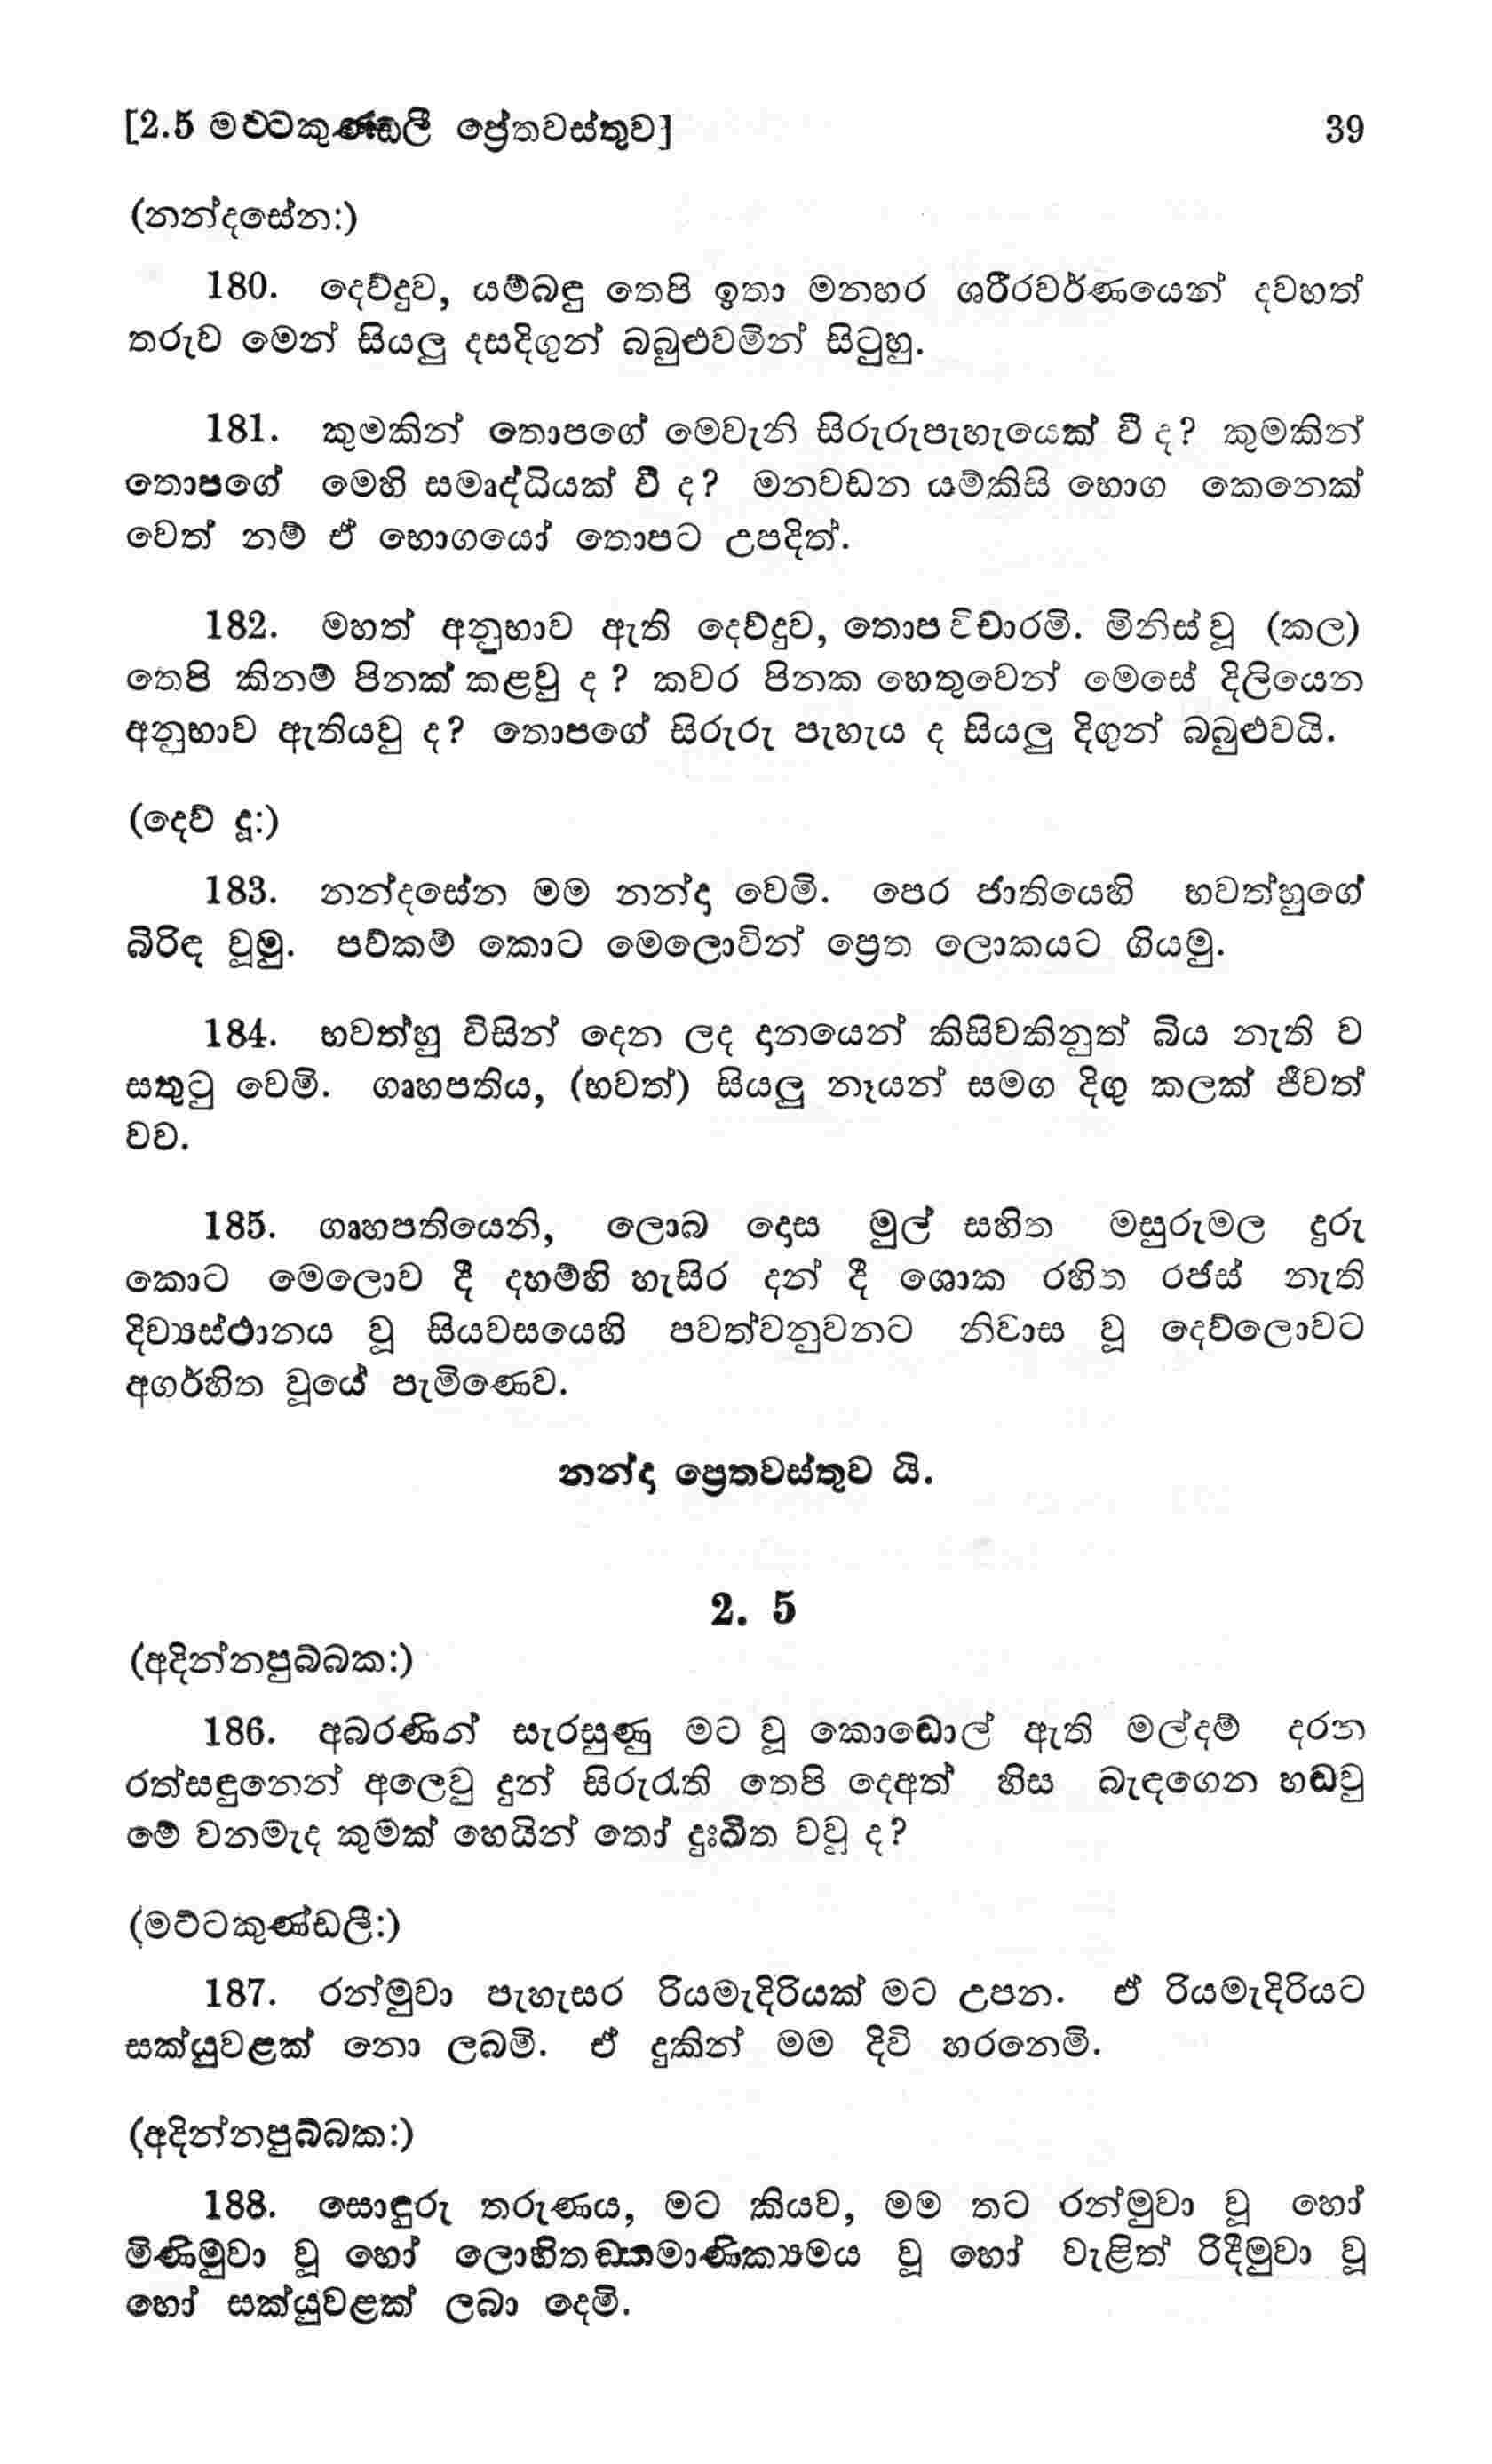 [2.5 මට්ටකුණ්ඩලී ප්‍රේතවස්තුව] 39
(නන්දසේන:)
180. දෙව්දුව, යම්බඳු තෙපි ඉතා මනහර ශරීරවර්ණයෙන් දවහත්
තරුව මෙන් සියලු දසදිගුන් බබුළුවමින් සිටුහු.
181. කුමකින් තොපගේ මෙවැනි සිරුරුපැහැයෙක් වී ද? කුමකින්
තොපගේ මෙහි සමෘද්ධියක් වී ද? මනවඩන යම්කිසි භොග කෙනෙක්
වෙත් නම් ඒ භොගයෝ තොපට උපදිත්.
182. මහත් අනුභාව ඇති දෙව්දුව, තොප විචාරමි. මිනිස් වූ (කල)
තෙපි කිනම් පිනක් කළවු ද? කවර පිනක හෙතුවෙන් මෙසේ දිලියෙන
අනුභාව ඇතියවු ද? තොපගේ සිරුරු පැහැය ද සියලු දිගුන් බබුළුවයි.
(දෙව් දූ:)
183. නන්දසේන මම නන්දා වෙමි. පෙර ජාතියෙහි භවත්හුගේ
බිරිඳ වූමු. පව්කම් කොට මෙලොවින් ප්‍රෙත ලොකයට ගියමු.
184. භවත්හු විසින් දෙන ලද දානයෙන් කිසිවකිනුත් බිය නැති ව
සතුටු වෙමි. ගෘහපතිය, (භවත්) සියලු නෑයන් සමග දිගු කලක් ජීවත්
වව.
185. ගෘහපතියෙනි, ලොබ දොස මුල් සහිත මසුරුමල දුරු
කොට මෙලොව දී දහම්හි හැසිර දන් දී ශොක රහිත රජස් නැති
දිව්‍යස්ථානය වූ සියවසයෙහි පවත්වනුවනට නිවාස වූ දෙව්ලොවට
අගර්හිත වූයේ පැමිණෙව.
නන්දා ප්‍රෙතවස්තුව යි.
2. 5
(අදින්නපුබ්බක:)
186. අබරණින් සැරසුණු මට වූ කොඬොල් ඇති මල්දම් දරන
රත්සඳුනෙන් අලෙවු දුන් සිරුරැති තෙපි දෙඅත් හිස බැඳගෙන හඬවු
මේ වනමැද කුමක් හෙයින් තෝ දුඃඛිත වවු ද?
(මට්ටකුණ්ඩලී:)
187. රන්මුවා පැහැසර රියමැදිරියක් මට උපන. ඒ රියමැදිරියට
සක්යුවළක් නො ලබමි. ඒ දුකින් මම දිවි හරනෙමි.
(අදින්නපුබ්බක:)
188. සොඳුරු තරුණය, මට කියව, මම තට රන්මුවා වූ හෝ
මිණිමුවා වූ හෝ වූ හෝ වැළිත් රිදීමුවා වූ
හෝ සක්යුවළක් ලබා දෙමි.